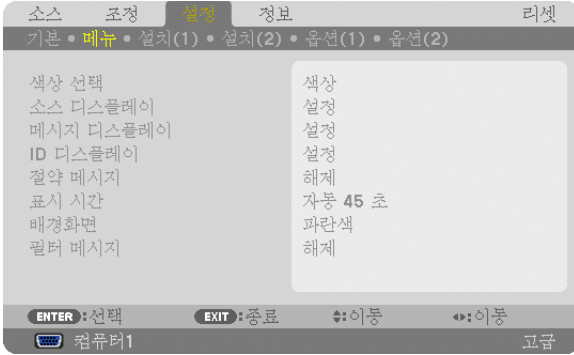 소스 조정 설정 정보 리셋
기본 • 메뉴 • 설치(1) • 설치(2) • 옵션(1) • 옵션(2)
색상 선택 색상
소스 디스플레이 설정
메시지 디스플레이 설정
ID 디스플레이 설정
절약 메시지 해제
표시 시간 자동 45 초
배경화면 파란색
필터 메시지 해제
ENTER :선택 EXIT :종료 :이동 :이동
컴퓨터1 고급